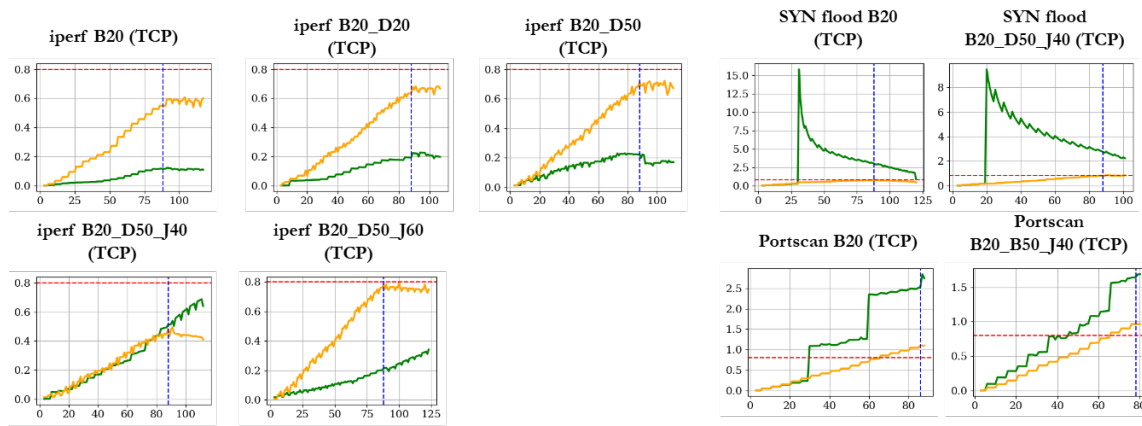 iperf B20 (TCP)
iperf B20_D20
(TCP)
iperf B20_D50
(TCP)
SYN flood B20
(TCP)
SYN flood
B20_D50_J40 (TCP)
0.8
0.6
0.4
0.2
0.0
0 25 50 75 100
0.8
0.6
0.4
0.2
0.0
0 20 40 60 80 100
0.8
0.6
0.4
0.2
0.0
0 20 40 60 80 100
15.0
12.5
10.0
7.5
5.0
2.5
0.0
0 25 50 75 100 120
8
6
4
2
0
0 20 40 60 80 100
iperf B20_D50_J40
(TCP)
iperf B20_D50_J60
(TCP)
Portscan B20 (TCP)
Portscan
B20_B50_J40 (TCP)
0.8
0.6
0.4
0.2
0.0
0 20 40 60 80 100
0.8
0.6
0.4
0.2
0.0
0 25 50 75 100 125
2.5
2.0
1.5
1.0
0.5
0.0
0 20 40 60 80
1.5
1.0
0.5
0.0
0 20 40 60 80